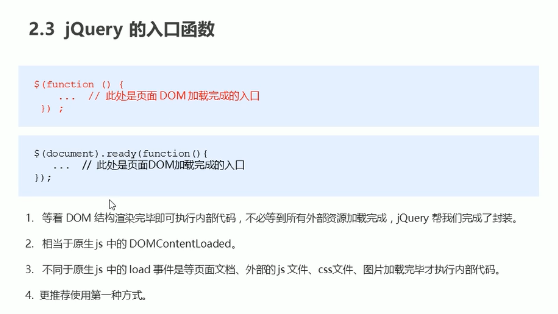 2.3 jQuery 的入口函数
$(function () {
... // 此处是页面 DOM 加载完成的入口
}) ;
$(document).ready(function(){
... // 此处是页面DOM加载完成的入口
});
1. 等着 DOM 结构渲染完毕即可执行内部代码，不必等到所有外部资源加载完成，jQuery 帮我们完成了封装。
2. 相当于原生 js 中的 DOMContentLoaded。
3. 不同于原生 js 中的 load 事件是等页面文档、外部的 js 文件、css文件、图片加载完毕才执行内部代码。
4. 更推荐使用第一种方式。